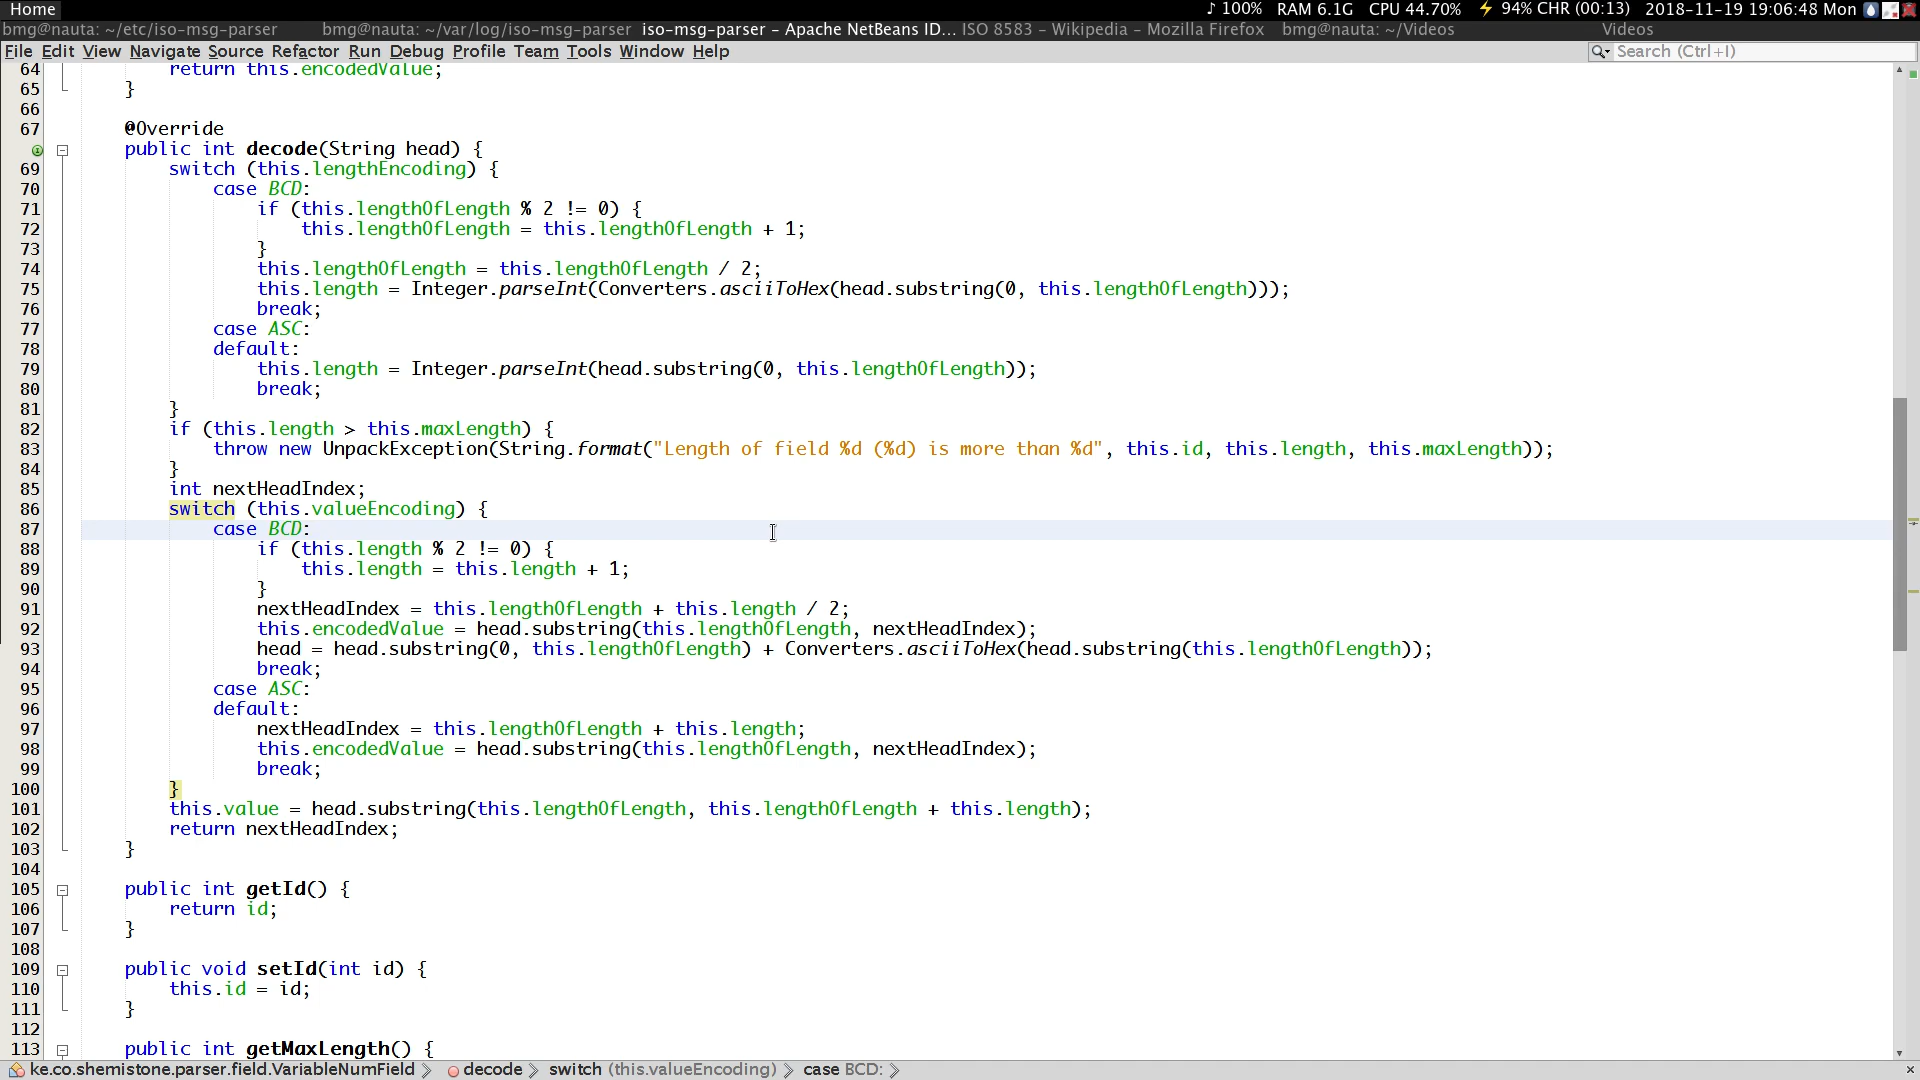 Home
♪ 100%  RAM 6.1G  CPU 44.70%  ⚡ 94% CHR (00:13)  2018-11-19 19:06:48 Mon
bmg@nauta: ~/etc/iso-msg-parser  bmg@nauta: ~/var/log/iso-msg-parser  iso-msg-parser – Apache NetBeans ID...  ISO 8583 – Wikipedia – Mozilla Firefox  bmg@nauta: ~/Videos  Videos
File Edit View Navigate Source Refactor Run Debug Profile Team Tools Window Help  Search (Ctrl+I)
64         return this.encodedValue;
65     }
66
67     @Override
    public int decode(String head) {
69         switch (this.lengthEncoding) {
70             case BCD:
71                 if (this.lengthOfLength % 2 != 0) {
72                     this.lengthOfLength = this.lengthOfLength + 1;
73                 }
74                 this.lengthOfLength = this.lengthOfLength / 2;
75                 this.length = Integer.parseInt(Converters.asciiToHex(head.substring(0, this.lengthOfLength)));
76                 break;
77             case ASC:
78             default:
79                 this.length = Integer.parseInt(head.substring(0, this.lengthOfLength));
80                 break;
81         }
82         if (this.length > this.maxLength) {
83             throw new UnpackException(String.format("Length of field %d (%d) is more than %d", this.id, this.length, this.maxLength));
84         }
85         int nextHeadIndex;
86         switch (this.valueEncoding) {
87             case BCD:
88                 if (this.length % 2 != 0) {
89                     this.length = this.length + 1;
90                 }
91                 nextHeadIndex = this.lengthOfLength + this.length / 2;
92                 this.encodedValue = head.substring(this.lengthOfLength, nextHeadIndex);
93                 head = head.substring(0, this.lengthOfLength) + Converters.asciiToHex(head.substring(this.lengthOfLength));
94                 break;
95             case ASC:
96             default:
97                 nextHeadIndex = this.lengthOfLength + this.length;
98                 this.encodedValue = head.substring(this.lengthOfLength, nextHeadIndex);
99                 break;
100         }
101         this.value = head.substring(this.lengthOfLength, this.lengthOfLength + this.length);
102         return nextHeadIndex;
103     }
104
105     public int getId() {
106         return id;
107     }
108
109     public void setId(int id) {
110         this.id = id;
111     }
112
113     public int getMaxLength() {
ke.co.shemistone.parser.field.VariableNumField  decode  switch (this.valueEncoding)  case BCD: